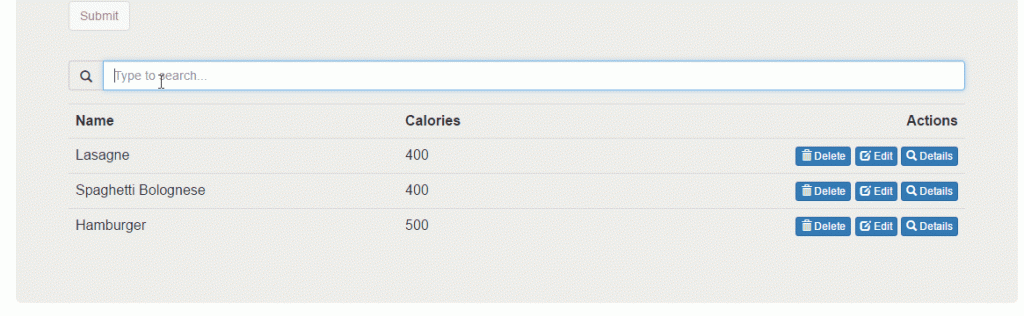 Submit
Type to search...
Name Calories Actions
Lasagne 400 Delete Edit Details
Spaghetti Bolognese 400 Delete Edit Details
Hamburger 500 Delete Edit Details